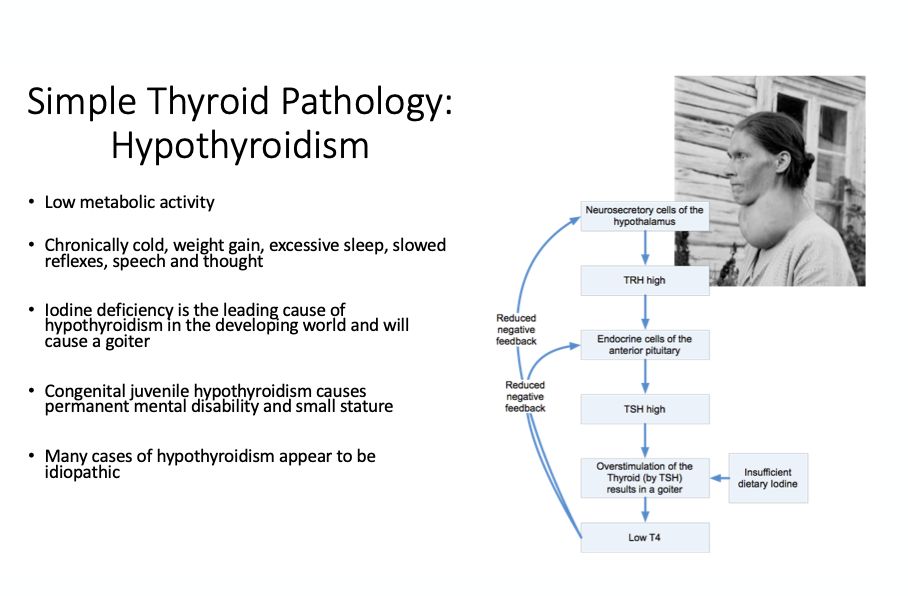 Simple Thyroid Pathology:
Hypothyroidism
• Low metabolic activity
• Chronically cold, weight gain, excessive sleep, slowed
reflexes, speech and thought
• Iodine deficiency is the leading cause of
hypothyroidism in the developing world and will
cause a goiter
• Congenital juvenile hypothyroidism causes
permanent mental disability and small stature
• Many cases of hypothyroidism appear to be
idiopathic
Neurosecretory cells of the
hypothalamus
TRH high
Reduced
negative
feedback
Endocrine cells of the
anterior pituitary
Reduced
negative
feedback
TSH high
Overstimulation of the
Thyroid (by TSH)
results in a goiter
Insufficient
dietary Iodine
Low T4